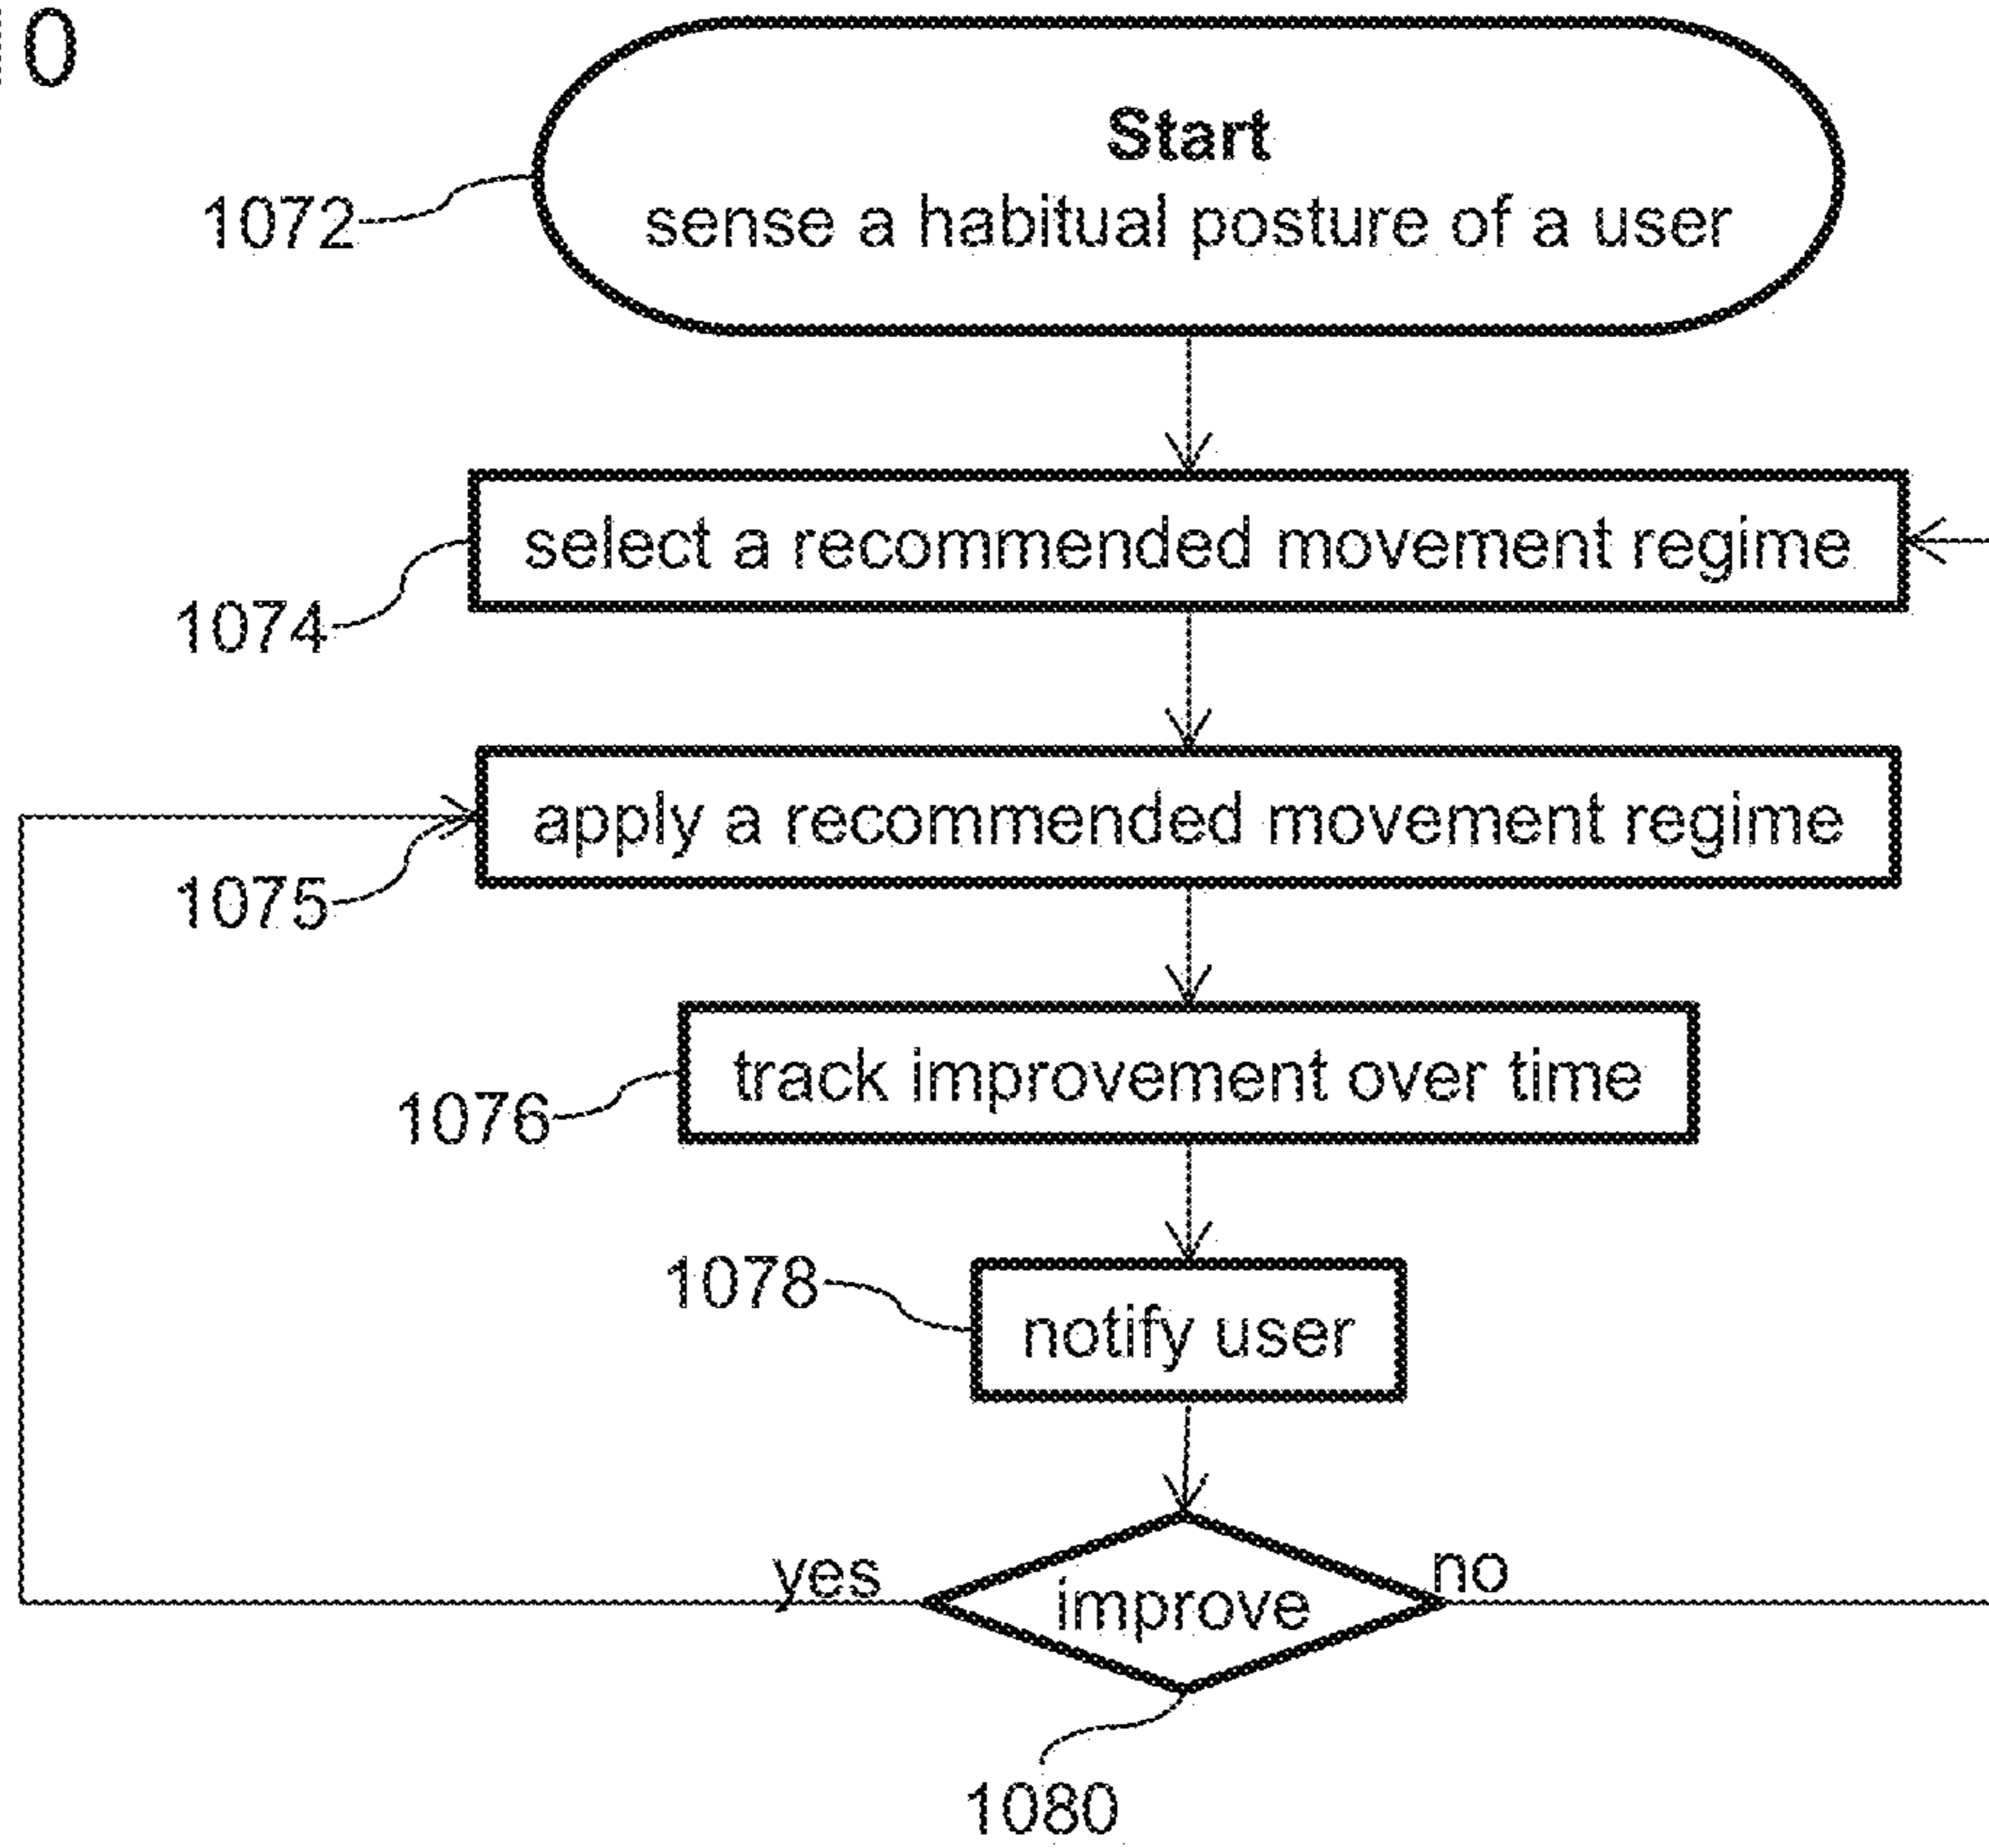 10
Start
sense a habitual posture of a user
1072
select a recommended movement regime
1074
apply a recommended movement regime
1075
track improvement over time
1076
1078
notify user
yes
improve
no
1080